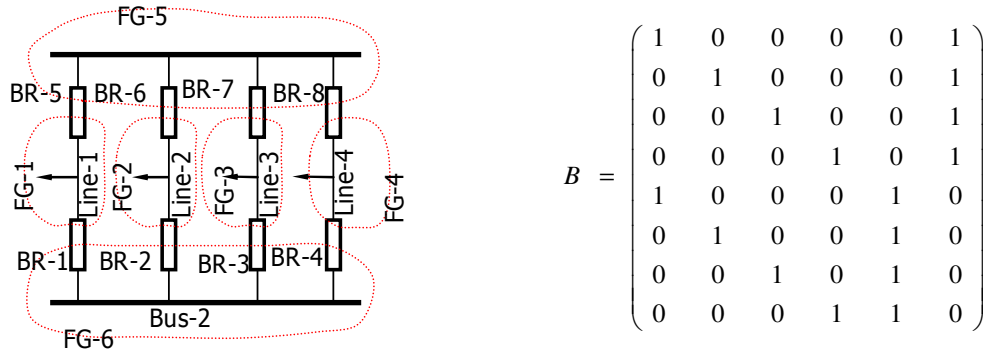 FG-5
BR-5
BR-6
BR-7
BR-8
FG-1
Line-1
FG-2
Line-2
FG-3
Line-3
Line-4
FG-4
BR-1
BR-2
BR-3
BR-4
Bus-2
FG-6
B =
1 0 0 0 0 1
0 1 0 0 0 1
0 0 1 0 0 1
0 0 0 1 0 1
1 0 0 0 1 0
0 1 0 0 1 0
0 0 1 0 1 0
0 0 0 1 1 0